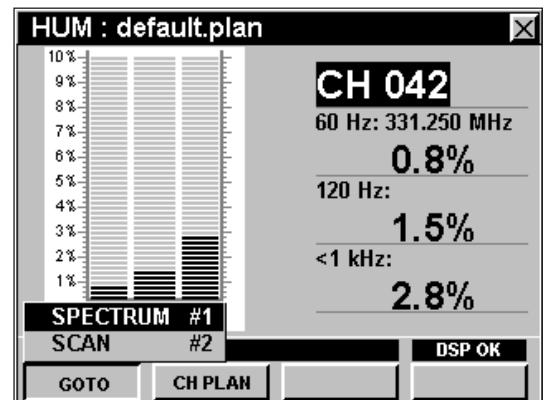 HUM : default.plan
10%
9%
8%
7%
6%
5%
4%
3%
2%
1%
CH 042
60 Hz: 331.250 MHz
0.8%
120 Hz:
1.5%
<1 kHz:
2.8%
SPECTRUM #1
SCAN #2
DSP OK
GOTO
CH PLAN